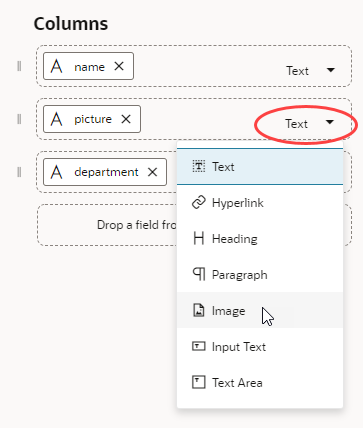 Columns
name Text
picture Text
department
Drop a field fro
Text
Hyperlink
Heading
Paragraph
Image
Input Text
Text Area